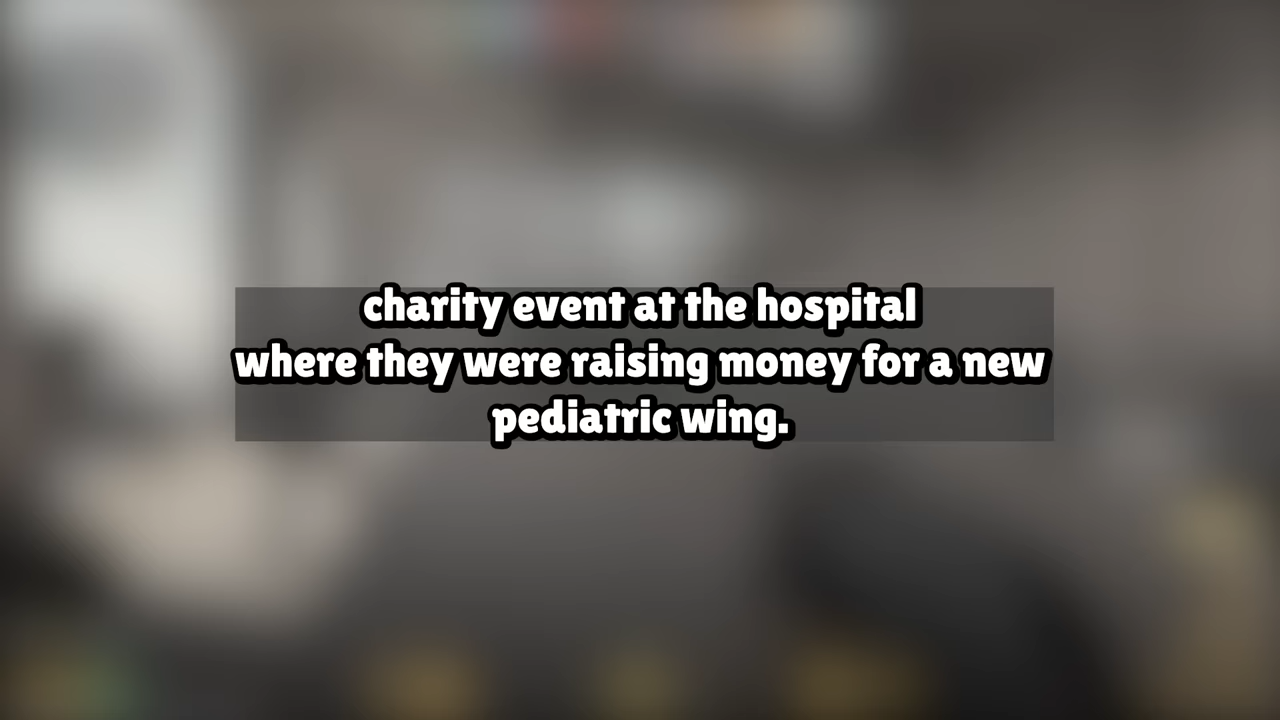 charity event at the hospital
where they were raising money for a new
pediatric wing.